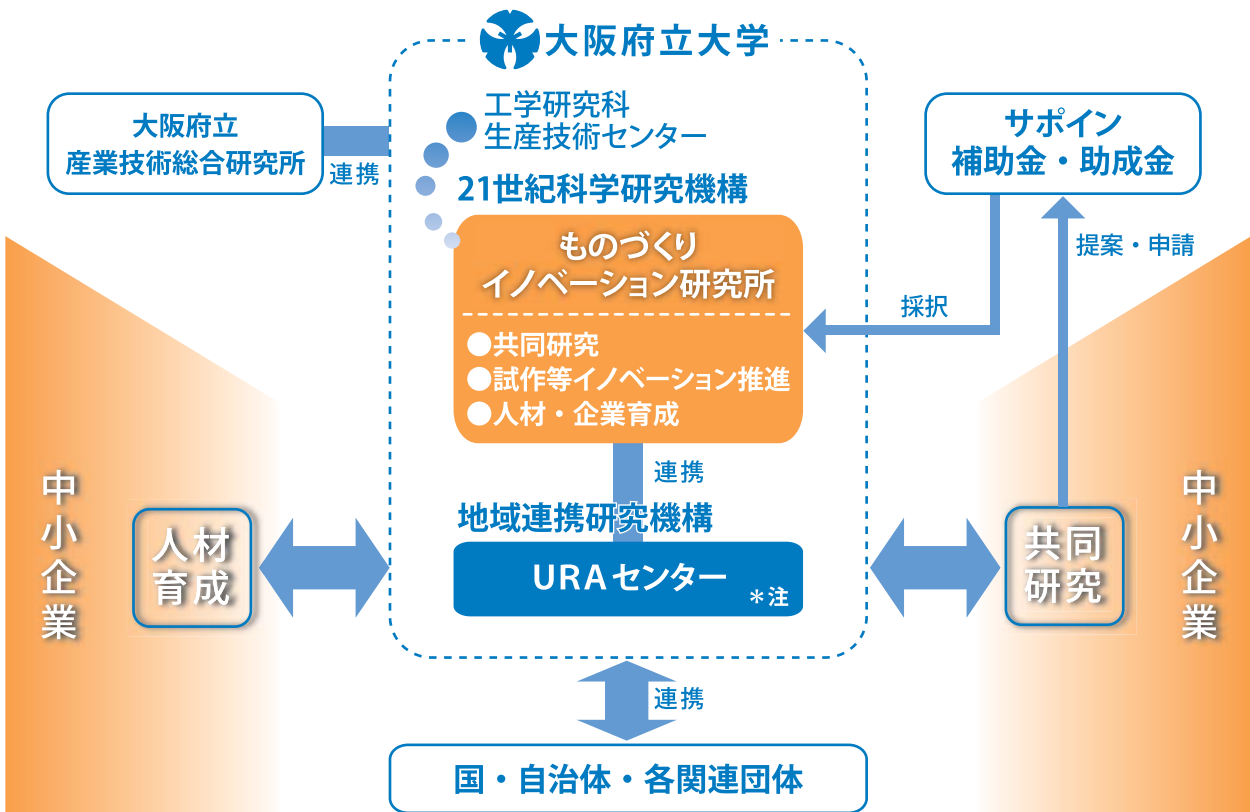 大阪府立大学
工学研究科
生産技術センター
21世紀科学研究機構
ものづくり
イノベーション研究所
●共同研究
●試作等イノベーション推進
●人材・企業育成
連携
地域連携研究機構
URAセンター
＊注
大阪府立
産業技術総合研究所
連携
サポイン
補助金・助成金
提案・申請
採択
中小企業
人材
育成
共同
研究
中小企業
連携
国・自治体・各関連団体